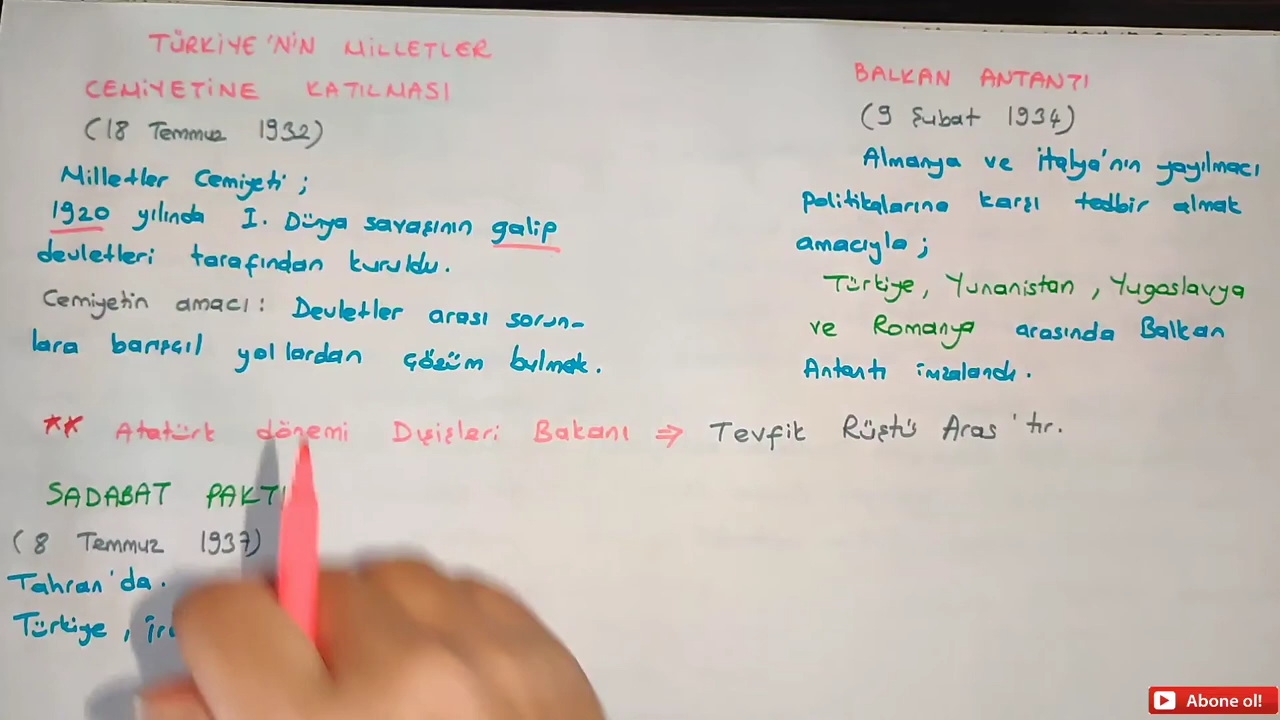 TÜRKİYE'NİN MİLLETLER
CEMİYETİNE KATILMASI
(18 Temmuz 1932)
Milletler Cemiyeti ;
1920 yılında I. Dünya savaşının galip
devletleri tarafından kuruldu.
Cemiyetin amacı : Devletler arası sorun-
lara barışçıl yollardan çözüm bulmak.
BALKAN ANTANTI
(9 Şubat 1934)
Almanya ve İtalya'nın yayılmacı
politikalarına karşı tedbir almak
amacıyla ;
Türkiye, Yunanistan, Yugoslavya
ve Romanya arasında Balkan
Antantı imzalandı.
** Atatürk dönemi Dışişleri Bakanı ⇒ Tevfik Rüştü Aras'tır.
SADABAT PAKTI
(8 Temmuz 1937)
Tahran'da.
Türkiye,
Abone ol!